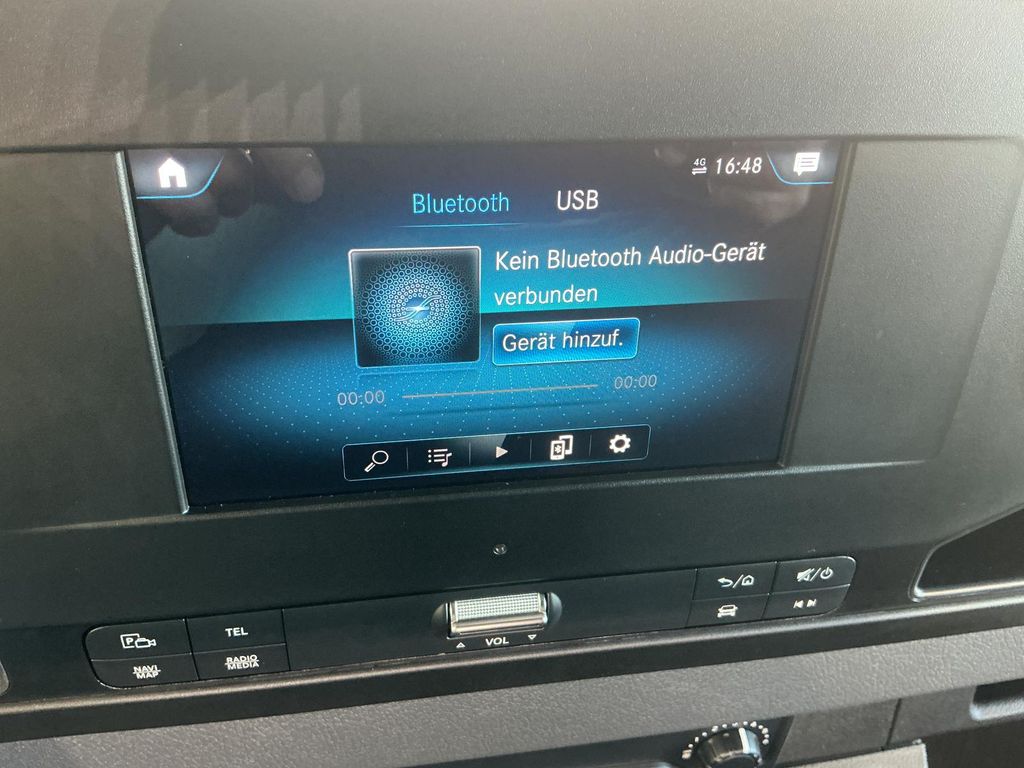 4G 16:48
Bluetooth USB
Kein Bluetooth Audio-Gerät
verbunden
Gerät hinzuf.
00:00 00:00
P
TEL
VOL
NAVI
MAP
RADIO
MEDIA